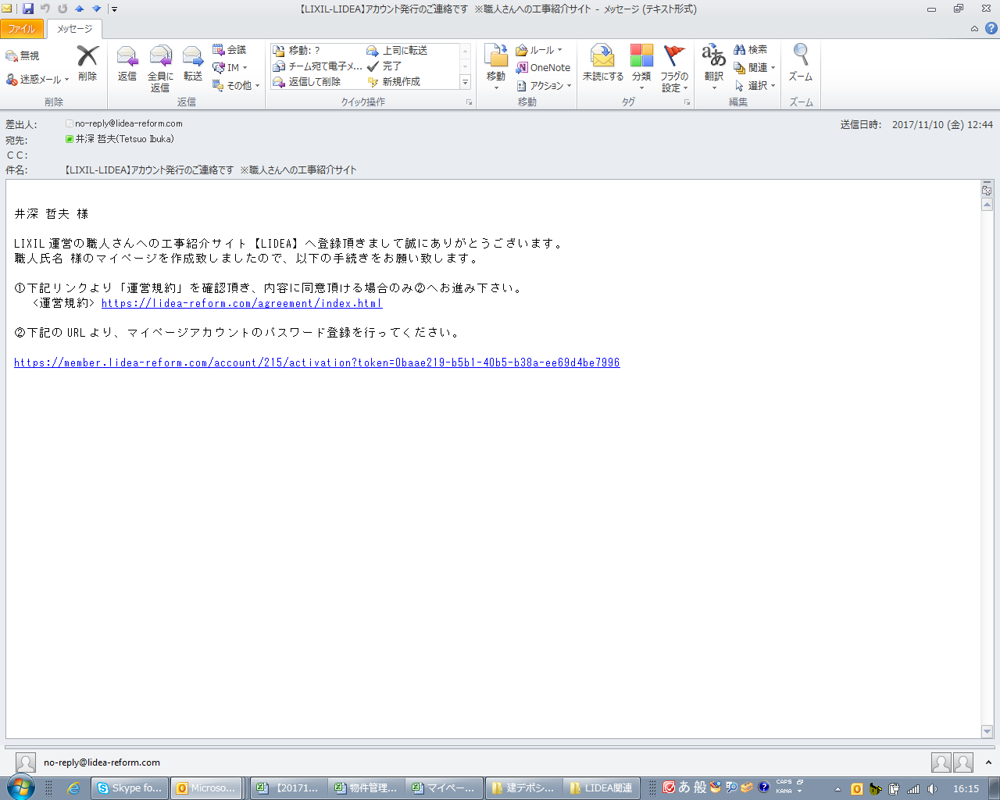 【LIXIL-LIDEA】アカウント発行のご連絡です ※職人さんへの工事紹介サイト - メッセージ (テキスト形式)
ファイル メッセージ
無視 迷惑メール 削除
返信 全員に返信 転送 会議 IM その他
移動: ? 上司に転送
チーム宛て電子メ... 完了
返信して削除 新規作成
移動 ルール OneNote アクション
未読にする 分類 フラグの設定
翻訳 検索 関連 選択
ズーム
削除 返信 クイック操作 移動 タグ 編集 ズーム
差出人: no-reply@lidea-reform.com 送信日時: 2017/11/10 (金) 12:44
宛先: 井深 哲夫(Tetsuo Ibuka)
CC:
件名: 【LIXIL-LIDEA】アカウント発行のご連絡です ※職人さんへの工事紹介サイト
井深 哲夫 様
LIXIL 運営の職人さんへの工事紹介サイト【LIDEA】へ登録頂きまして誠にありがとうございます。
職人氏名 様のマイページを作成致しましたので、以下の手続きをお願い致します。
①下記リンクより「運営規約」を確認頂き、内容に同意頂ける場合のみ②へお進み下さい。
<運営規約> https://lidea-reform.com/agreement/index.html
②下記の URL より、マイページアカウントのパスワード登録を行ってください。
https://member.lidea-reform.com/account/215/activation?token=0baae219-b5b1-40b5-b38a-ee69d4be7996
no-reply@lidea-reform.com
Skype fo... Microso... 【20171... 物件管理... マイペー... 建デポシ... LIDEA関連 あ 般 CAPS KANA 16:15